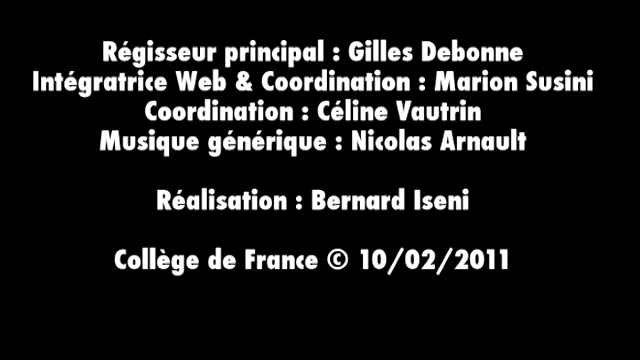 Régisseur principal : Gilles Debonne
Intégratrice Web & Coordination : Marion Susini
Coordination : Céline Vautrin
Musique générique : Nicolas Arnault
Réalisation : Bernard Iseni
Collège de France © 10/02/2011